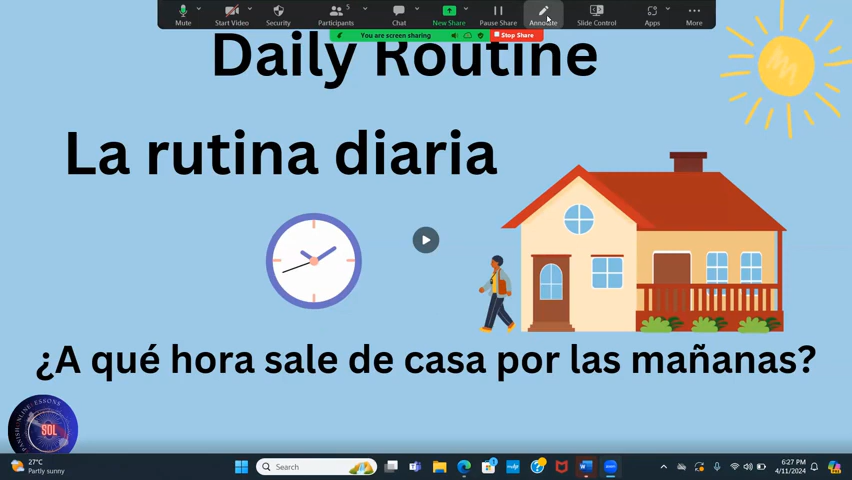 5
Mute
Start Video
Security
Participants
Chat
New Share
Pause Share
Annotate
Slide Control
Apps
More
You are screen sharing
Stop Share
Daily Routine
La rutina diaria
¿A qué hora sale de casa por las mañanas?
SOL
27°C
Partly sunny
Search
6:27 PM
4/11/2024